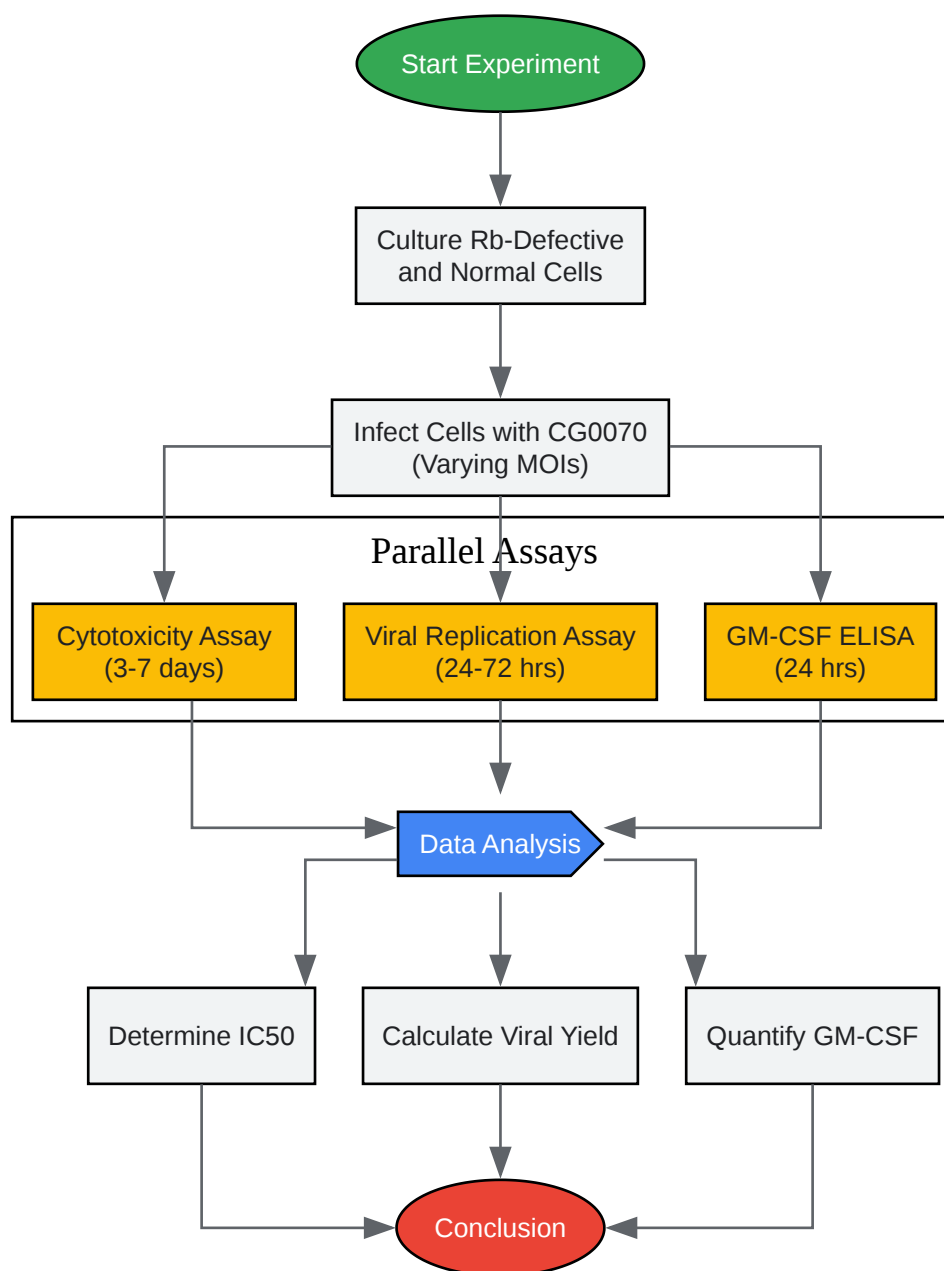 Start Experiment
Culture Rb-Defective
and Normal Cells
Infect Cells with CG0070
(Varying MOIs)
Parallel Assays
Cytotoxicity Assay
(3-7 days)
Viral Replication Assay
(24-72 hrs)
GM-CSF ELISA
(24 hrs)
Data Analysis
Determine IC50
Calculate Viral Yield
Quantify GM-CSF
Conclusion